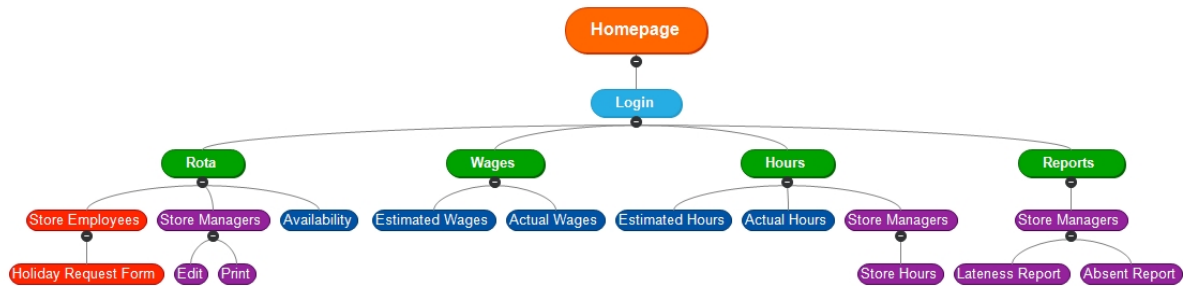 Homepage
Login
Rota
Wages
Hours
Reports
Store Employees
Store Managers
Availability
Estimated Wages
Actual Wages
Estimated Hours
Actual Hours
Store Managers
Store Managers
Holiday Request Form
Edit
Print
Store Hours
Lateness Report
Absent Report